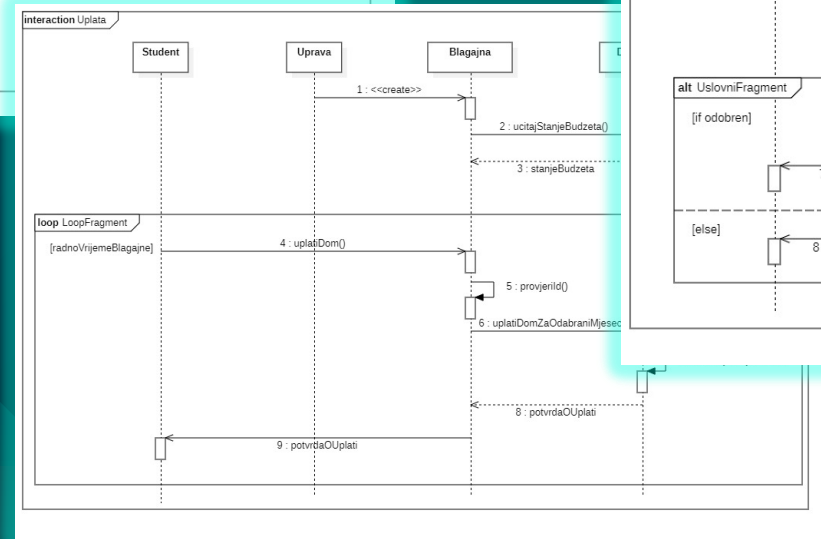 interaction Uplata
Student
Uprava
Blagajna
1 : <<create>>
2 : ucitajStanjeBudzeta()
3 : stanjeBudzeta
loop LoopFragment
[radnoVrijemeBlagajne]
4 : uplatiDom()
5 : provjeriId()
6 : uplatiDomZaOdabraniMjesec
8 : potvrdaOUplati
9 : potvrdaOUplati
alt UslovniFragment
[if odobren]
[else]
8